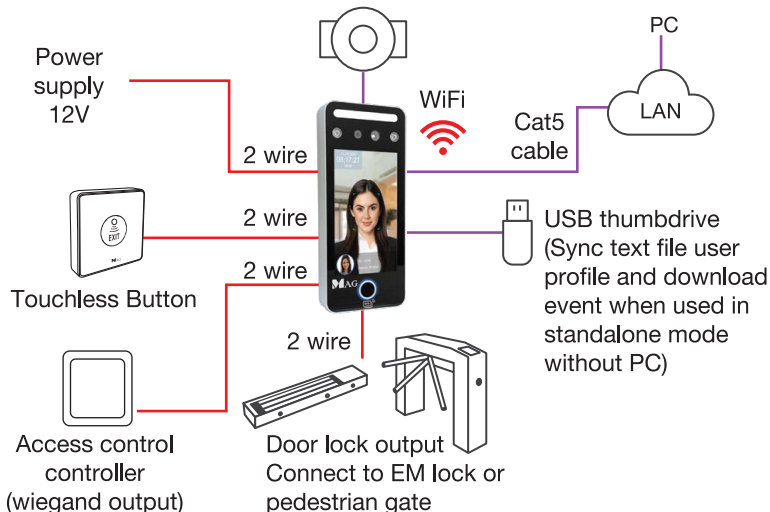 PC
Power
supply
12V
WiFi
LAN
Cat5
cable
2 wire
2 wire
EXIT
2 wire
Touchless Button
USB thumbdrive
(Sync text file user
profile and download
event when used in
standalone mode
without PC)
MAG
2 wire
Access control
controller
(wiegand output)
Door lock output
Connect to EM lock or
pedestrian gate